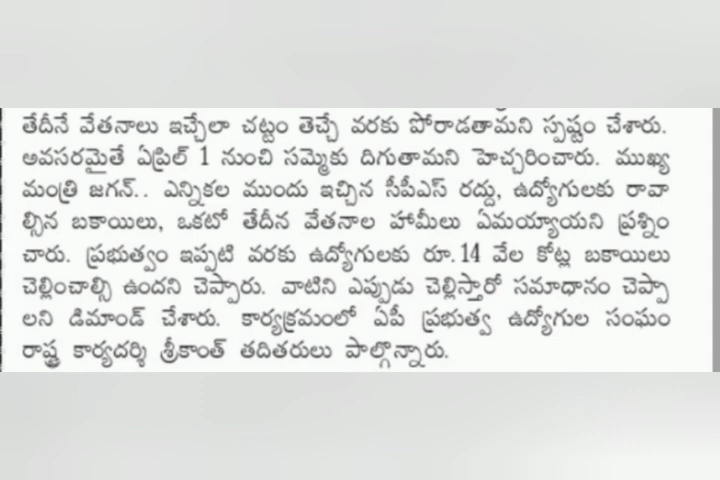 తేదీనే వేతనాలు ఇచ్చేలా చట్టం తెచ్చే వరకు పోరాడతామని స్పష్టం చేశారు.
అవసరమైతే ఏప్రిల్ 1 నుంచి సమ్మెకు దిగుతామని హెచ్చరించారు. ముఖ్య
మంత్రి జగన్.. ఎన్నికల ముందు ఇచ్చిన సీపీఎస్ రద్దు, ఉద్యోగులకు రావా
ల్సిన బకాయిలు, ఒకటో తేదీన వేతనాల హామీలు ఏమయ్యాయని ప్రశ్నిం
చారు. ప్రభుత్వం ఇప్పటి వరకు ఉద్యోగులకు రూ.14 వేల కోట్ల బకాయిలు
చెల్లించాల్సి ఉందని చెప్పారు. వాటిని ఎప్పుడు చెల్లిస్తారో సమాధానం చెప్పా
లని డిమాండ్ చేశారు. కార్యక్రమంలో ఏపీ ప్రభుత్వ ఉద్యోగుల సంఘం
రాష్ట్ర కార్యదర్శి శ్రీకాంత్ తదితరులు పాల్గొన్నారు.